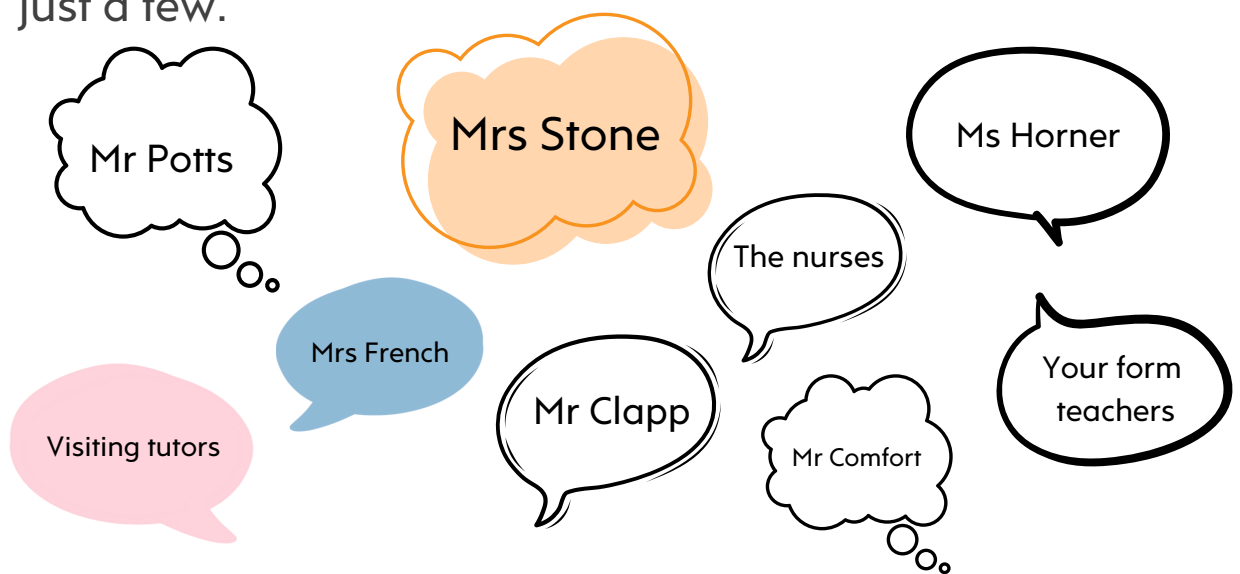 just a few.
Mr Potts
Mrs Stone
Ms Horner
The nurses
Mrs French
Your form
teachers
Mr Clapp
Visiting tutors
Mr Comfort